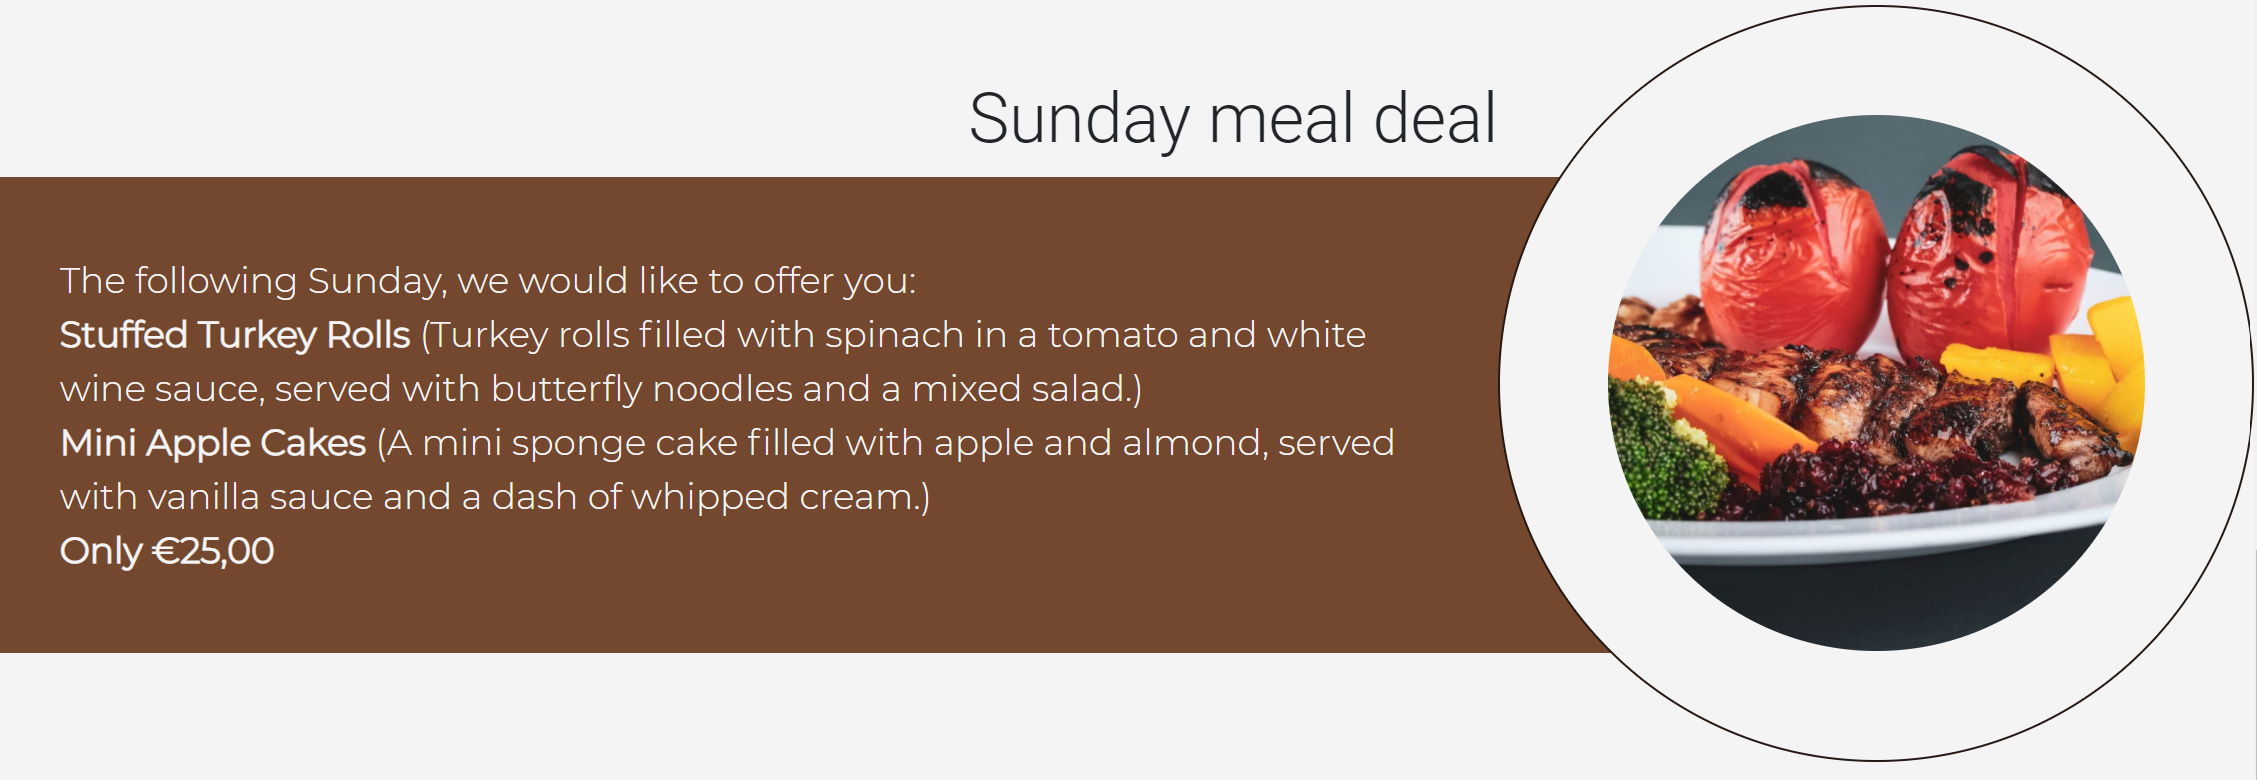 Sunday meal deal
The following Sunday, we would like to offer you:
Stuffed Turkey Rolls (Turkey rolls filled with spinach in a tomato and white
wine sauce, served with butterfly noodles and a mixed salad.)
Mini Apple Cakes (A mini sponge cake filled with apple and almond, served
with vanilla sauce and a dash of whipped cream.)
Only €25,00